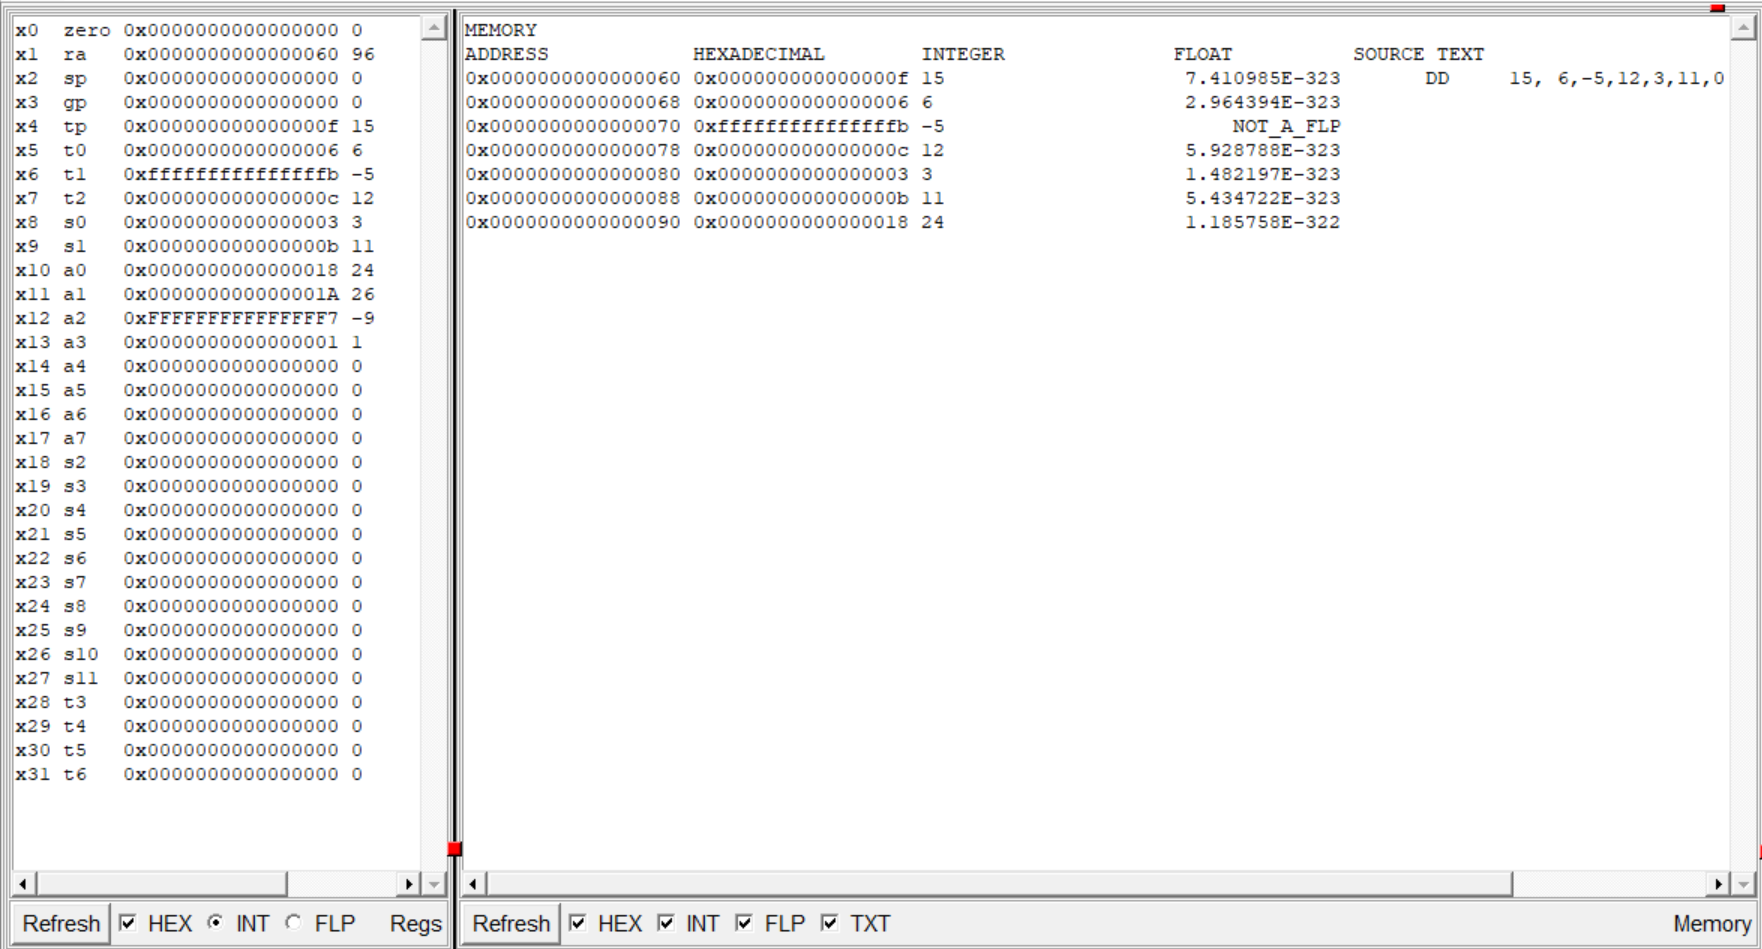 x0 zero 0x0000000000000000 0
x1 ra 0x0000000000000060 96
x2 sp 0x0000000000000000 0
x3 gp 0x0000000000000000 0
x4 tp 0x000000000000000f 15
x5 t0 0x0000000000000006 6
x6 t1 0xfffffffffffffffb -5
x7 t2 0x000000000000000c 12
x8 s0 0x0000000000000003 3
x9 s1 0x000000000000000b 11
x10 a0 0x0000000000000018 24
x11 a1 0x000000000000001A 26
x12 a2 0xFFFFFFFFFFFFFFF7 -9
x13 a3 0x0000000000000001 1
x14 a4 0x0000000000000000 0
x15 a5 0x0000000000000000 0
x16 a6 0x0000000000000000 0
x17 a7 0x0000000000000000 0
x18 s2 0x0000000000000000 0
x19 s3 0x0000000000000000 0
x20 s4 0x0000000000000000 0
x21 s5 0x0000000000000000 0
x22 s6 0x0000000000000000 0
x23 s7 0x0000000000000000 0
x24 s8 0x0000000000000000 0
x25 s9 0x0000000000000000 0
x26 s10 0x0000000000000000 0
x27 s11 0x0000000000000000 0
x28 t3 0x0000000000000000 0
x29 t4 0x0000000000000000 0
x30 t5 0x0000000000000000 0
x31 t6 0x0000000000000000 0
Refresh HEX INT FLP Regs
MEMORY
ADDRESS HEXADECIMAL INTEGER FLOAT SOURCE TEXT
0x0000000000000060 0x000000000000000f 15 7.410985E-323 DD 15, 6,-5,12,3,11,0
0x0000000000000068 0x0000000000000006 6 2.964394E-323
0x0000000000000070 0xfffffffffffffffb -5 NOT_A_FLP
0x0000000000000078 0x000000000000000c 12 5.928788E-323
0x0000000000000080 0x0000000000000003 3 1.482197E-323
0x0000000000000088 0x000000000000000b 11 5.434722E-323
0x0000000000000090 0x0000000000000018 24 1.185758E-322
Refresh HEX INT FLP TXT Memory